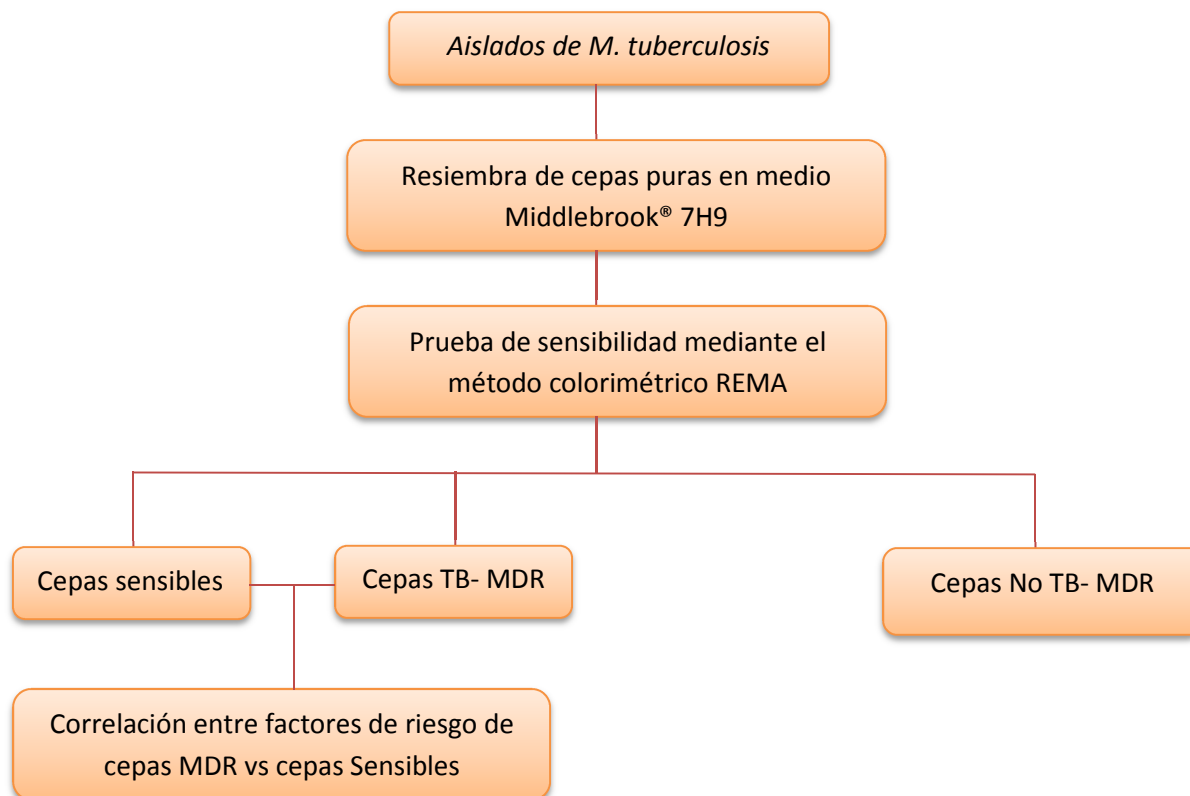 Aislados de M. tuberculosis
Resiembra de cepas puras en medio
Middlebrook® 7H9
Prueba de sensibilidad mediante el
método colorimétrico REMA
Cepas sensibles
Cepas TB- MDR
Cepas No TB- MDR
Correlación entre factores de riesgo de
cepas MDR vs cepas Sensibles